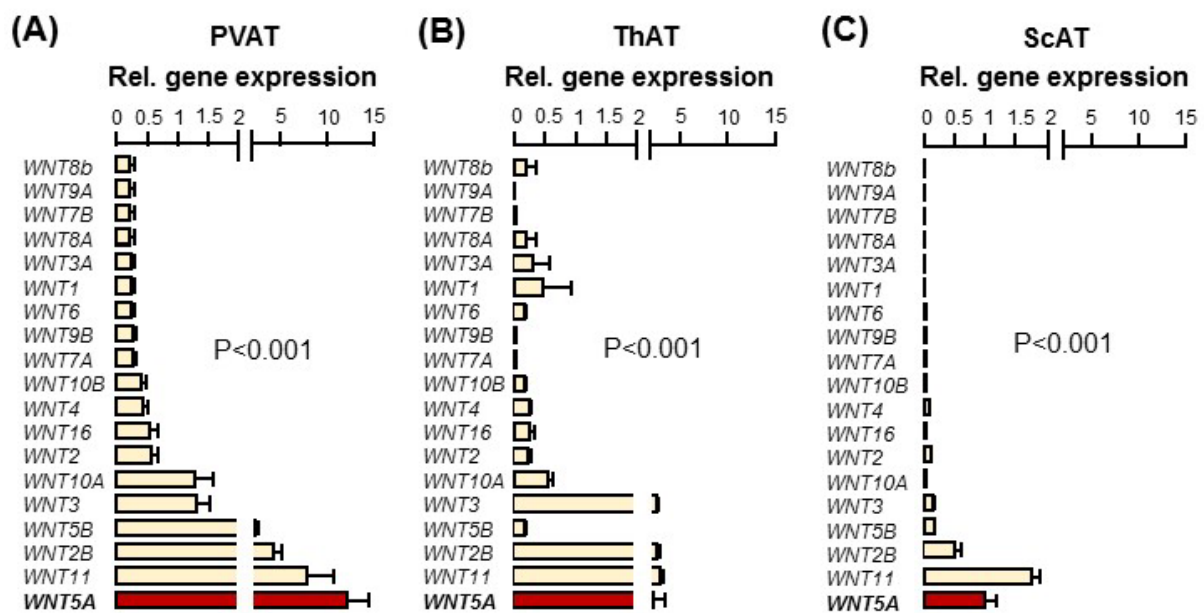 (A)
PVAT
Rel. gene expression
0 0.5 1 1.5 2 5 10 15
WNT8b
WNT9A
WNT7B
WNT8A
WNT3A
WNT1
WNT6
WNT9B
WNT7A
WNT10B
WNT4
WNT16
WNT2
WNT10A
WNT3
WNT5B
WNT2B
WNT11
WNT5A
P<0.001
(B)
ThAT
Rel. gene expression
0 0.5 1 1.5 2 5 10 15
WNT8b
WNT9A
WNT7B
WNT8A
WNT3A
WNT1
WNT6
WNT9B
WNT7A
WNT10B
WNT4
WNT16
WNT2
WNT10A
WNT3
WNT5B
WNT2B
WNT11
WNT5A
P<0.001
(C)
ScAT
Rel. gene expression
0 0.5 1 1.5 2 5 10 15
WNT8b
WNT9A
WNT7B
WNT8A
WNT3A
WNT1
WNT6
WNT9B
WNT7A
WNT10B
WNT4
WNT16
WNT2
WNT10A
WNT3
WNT5B
WNT2B
WNT11
WNT5A
P<0.001